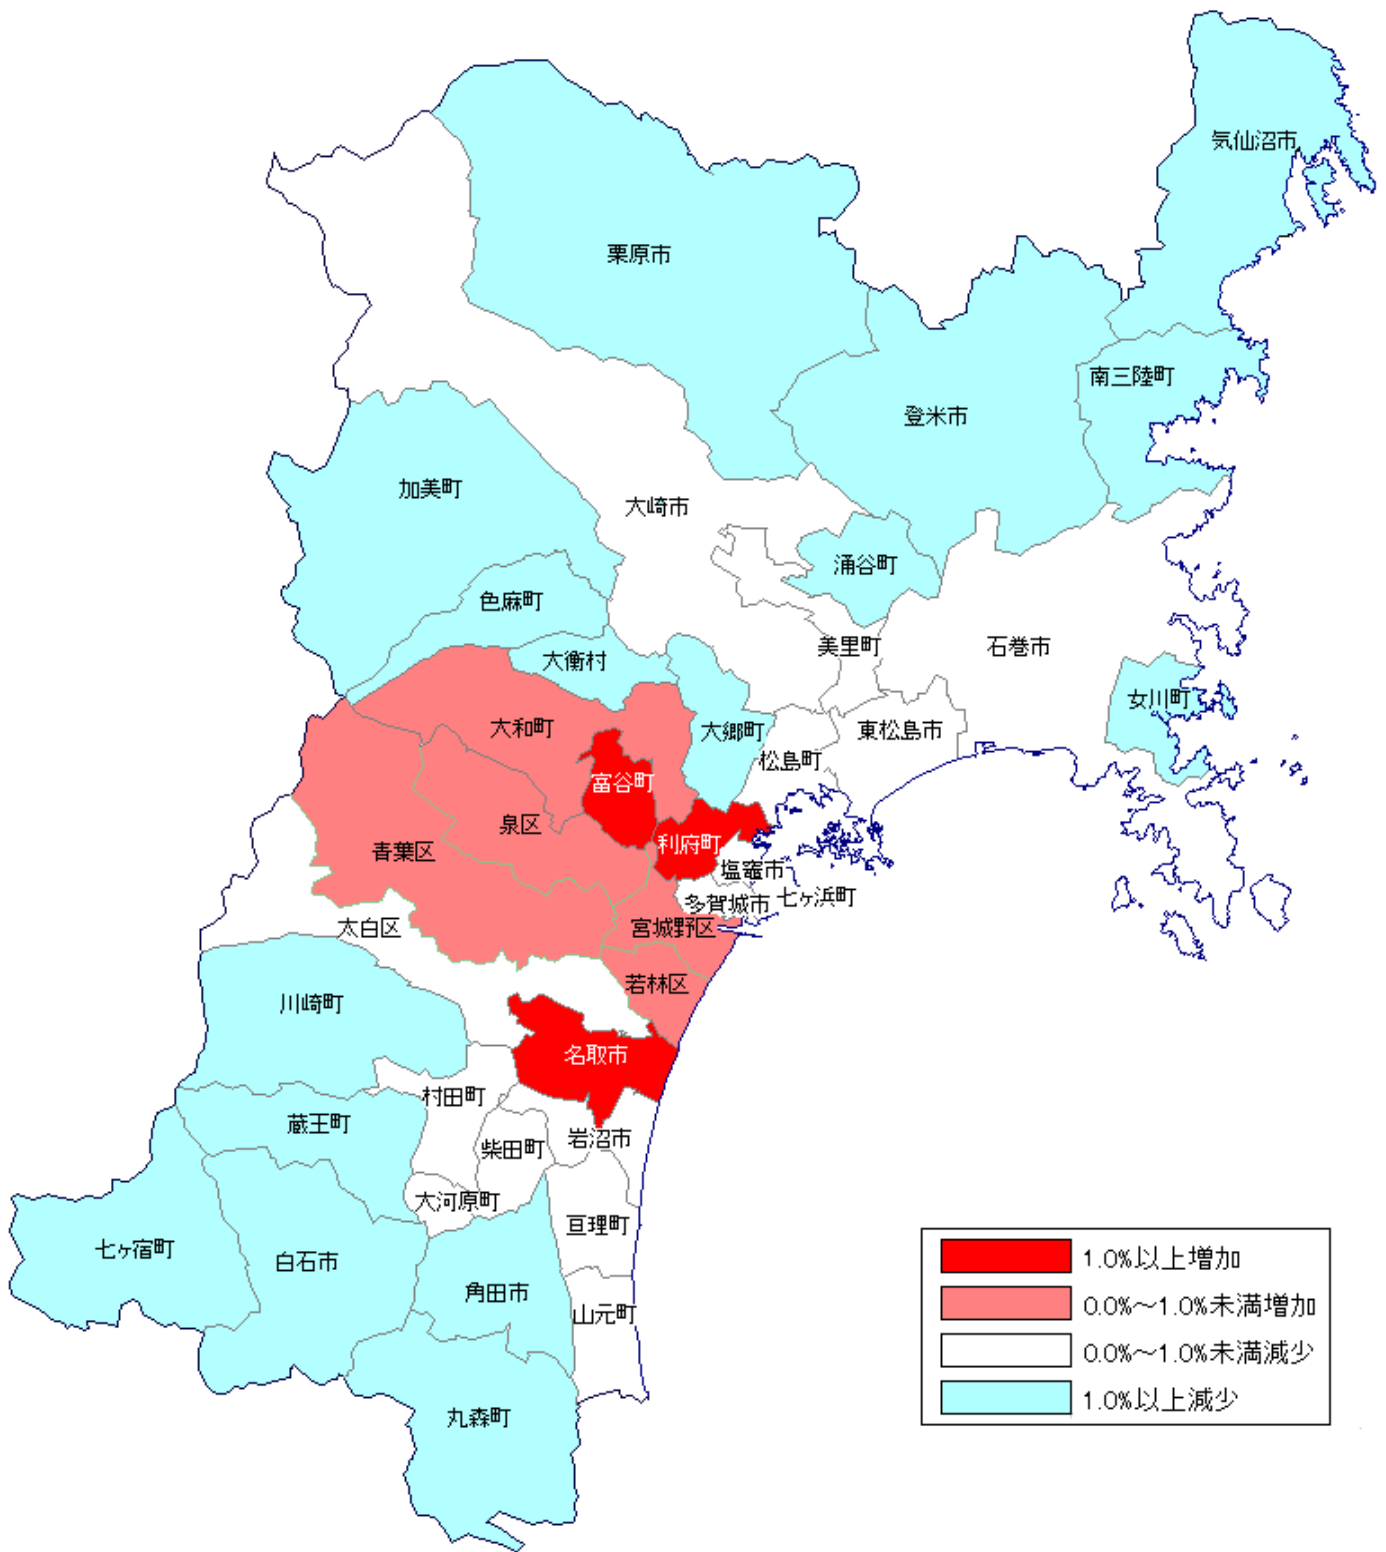 気仙沼市
栗原市
南三陸町
登米市
加美町
大崎市
涌谷町
色麻町
美里町
石巻市
大衡村
女川町
大和町
大郷町
東松島市
松島町
富谷町
泉区
利府町
青葉区
塩竈市
多賀城市
七ヶ浜町
太白区
宮城野区
若林区
川崎町
名取市
村田町
蔵王町
岩沼市
柴田町
大河原町
亘理町
七ヶ宿町
白石市
角田市
山元町
丸森町
1.0%以上増加
0.0%～1.0%未満増加
0.0%～1.0%未満減少
1.0%以上減少